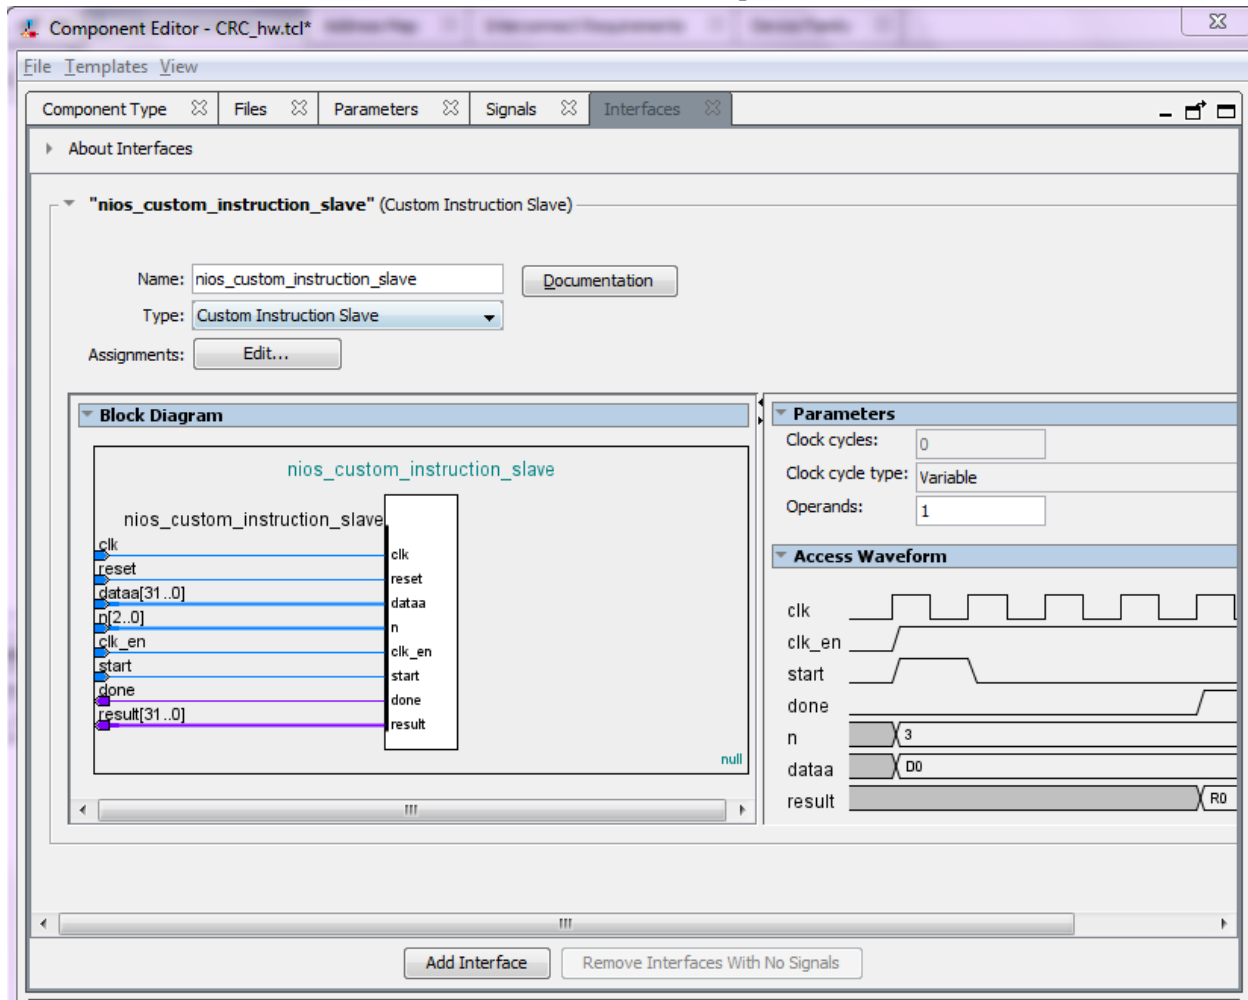 Component Editor - CRC_hw.tcl*
File Templates View
Component Type Files Parameters Signals Interfaces
About Interfaces
"nios_custom_instruction_slave" (Custom Instruction Slave)
Name: nios_custom_instruction_slave Documentation
Type: Custom Instruction Slave
Assignments: Edit...
Block Diagram
nios_custom_instruction_slave
nios_custom_instruction_slave
clk
clk
reset
reset
dataa[31..0]
dataa
n[2..0]
n
clk_en
clk_en
start
start
done
done
result[31..0]
result
null
Parameters
Clock cycles: 0
Clock cycle type: Variable
Operands: 1
Access Waveform
clk
clk_en
start
done
n 3
dataa D0
result R0
Add Interface Remove Interfaces With No Signals